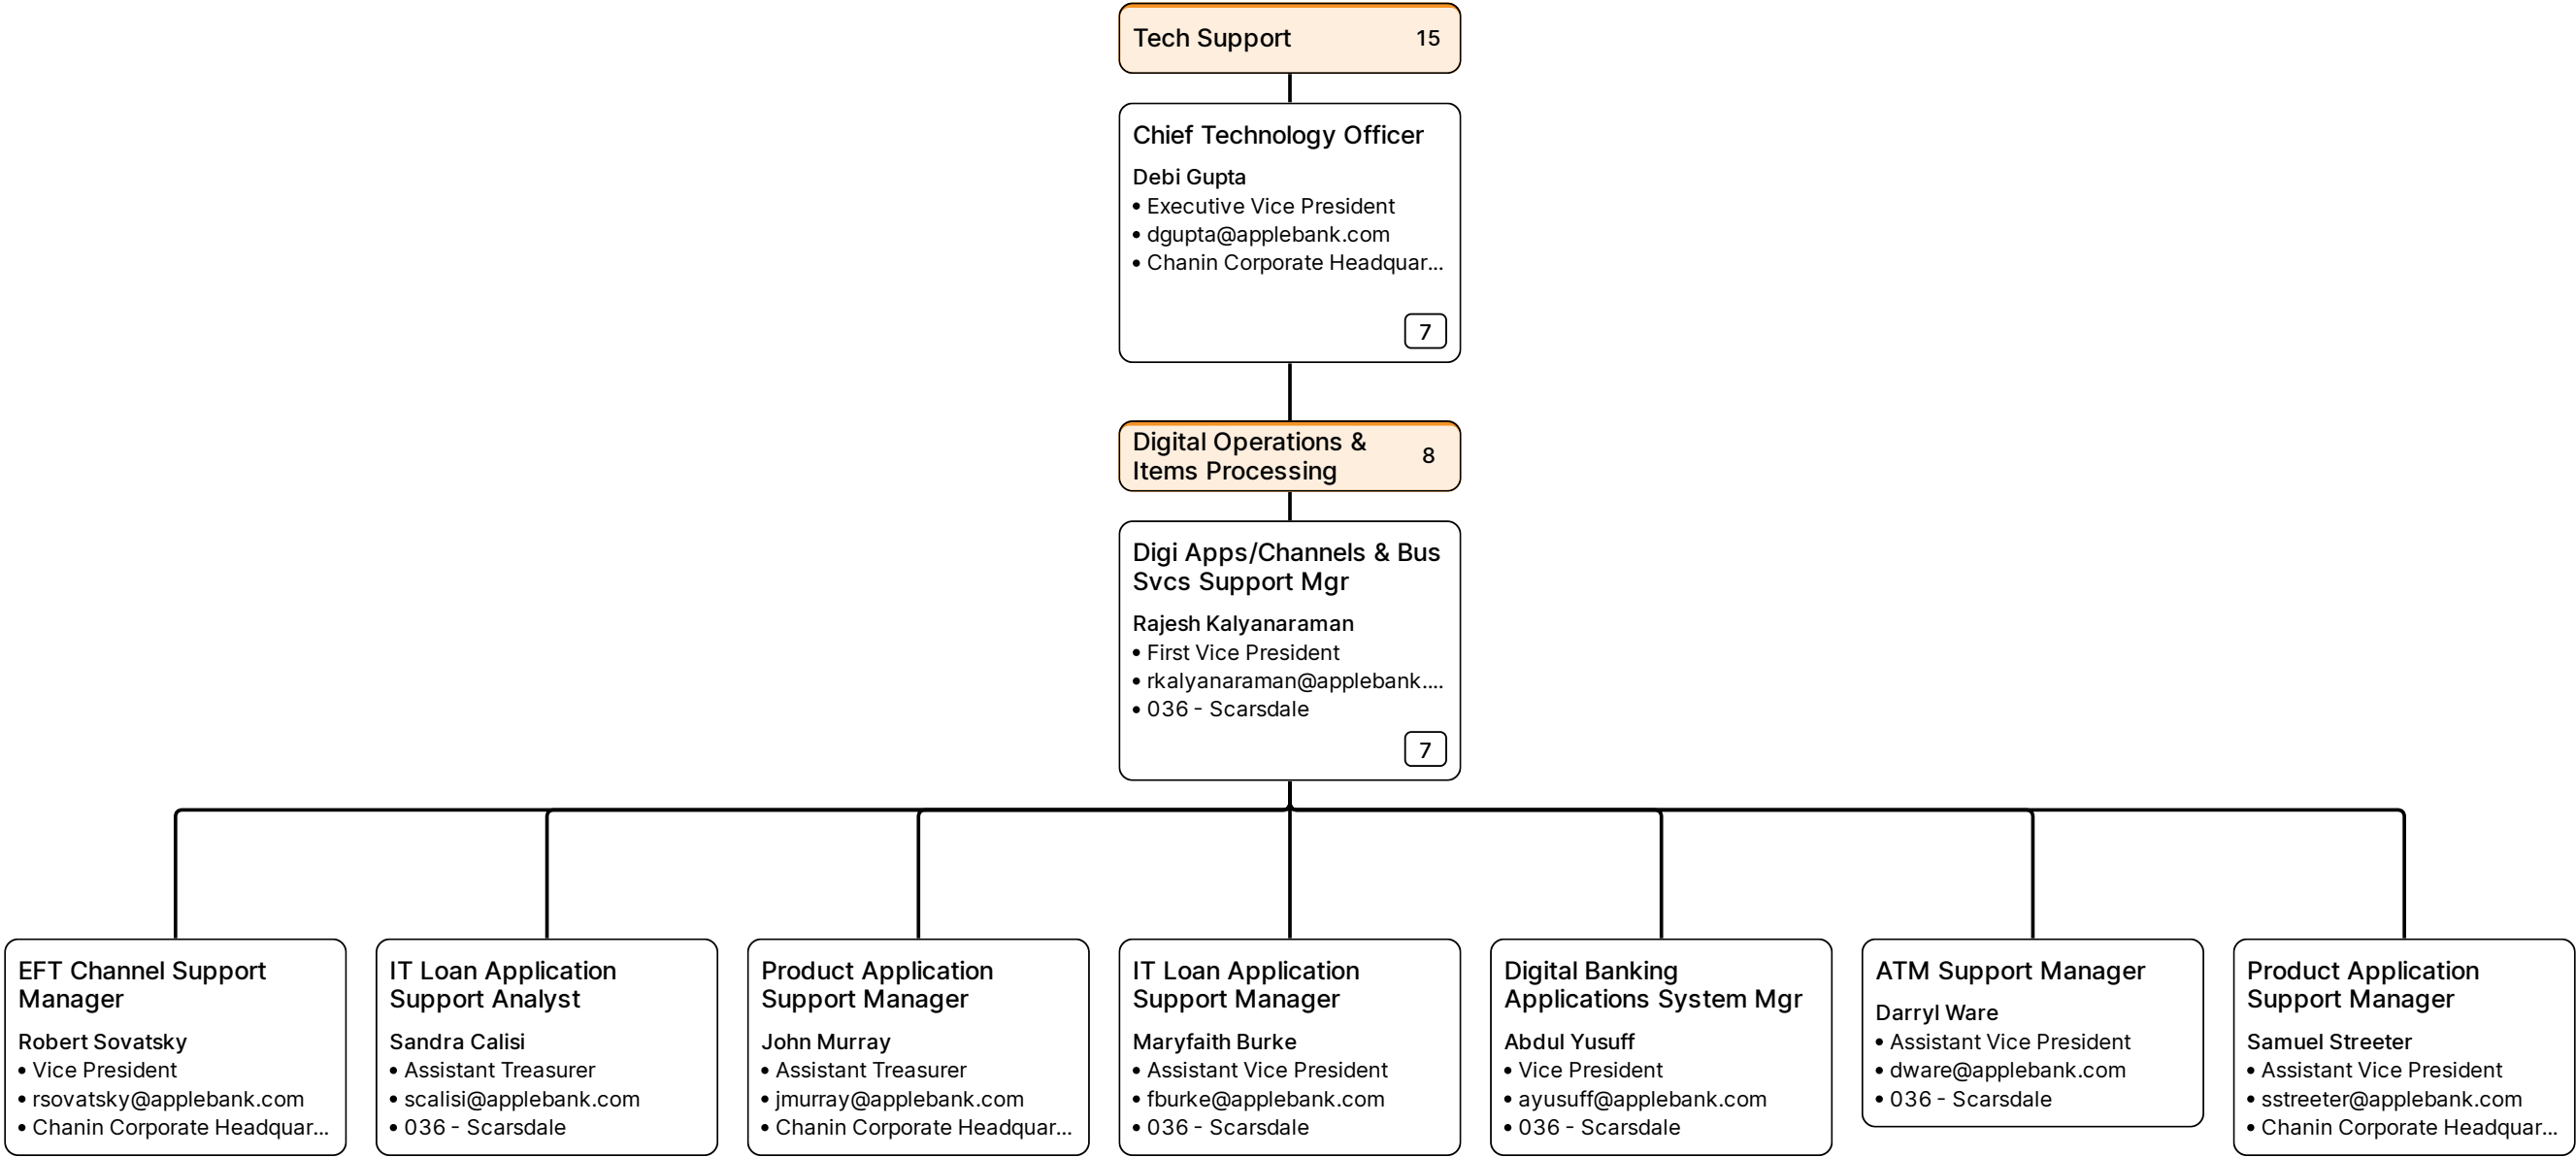 Tech Support 15
Chief Technology Officer
Debi Gupta
• Executive Vice President
• dgupta@applebank.com
• Chanin Corporate Headquar...
7
Digital Operations &
Items Processing
8
Digi Apps/Channels & Bus
Svcs Support Mgr
Rajesh Kalyanaraman
• First Vice President
• rkalyanaraman@applebank....
• 036 - Scarsdale
7
EFT Channel Support
Manager
Robert Sovatsky
• Vice President
• rsovatsky@applebank.com
• Chanin Corporate Headquar...
IT Loan Application
Support Analyst
Sandra Calisi
• Assistant Treasurer
• scalisi@applebank.com
• 036 - Scarsdale
Product Application
Support Manager
John Murray
• Assistant Treasurer
• jmurray@applebank.com
• Chanin Corporate Headquar...
IT Loan Application
Support Manager
Maryfaith Burke
• Assistant Vice President
• fburke@applebank.com
• 036 - Scarsdale
Digital Banking
Applications System Mgr
Abdul Yusuff
• Vice President
• ayusuff@applebank.com
• 036 - Scarsdale
ATM Support Manager
Darryl Ware
• Assistant Vice President
• dware@applebank.com
• 036 - Scarsdale
Product Application
Support Manager
Samuel Streeter
• Assistant Vice President
• sstreeter@applebank.com
• Chanin Corporate Headquar...